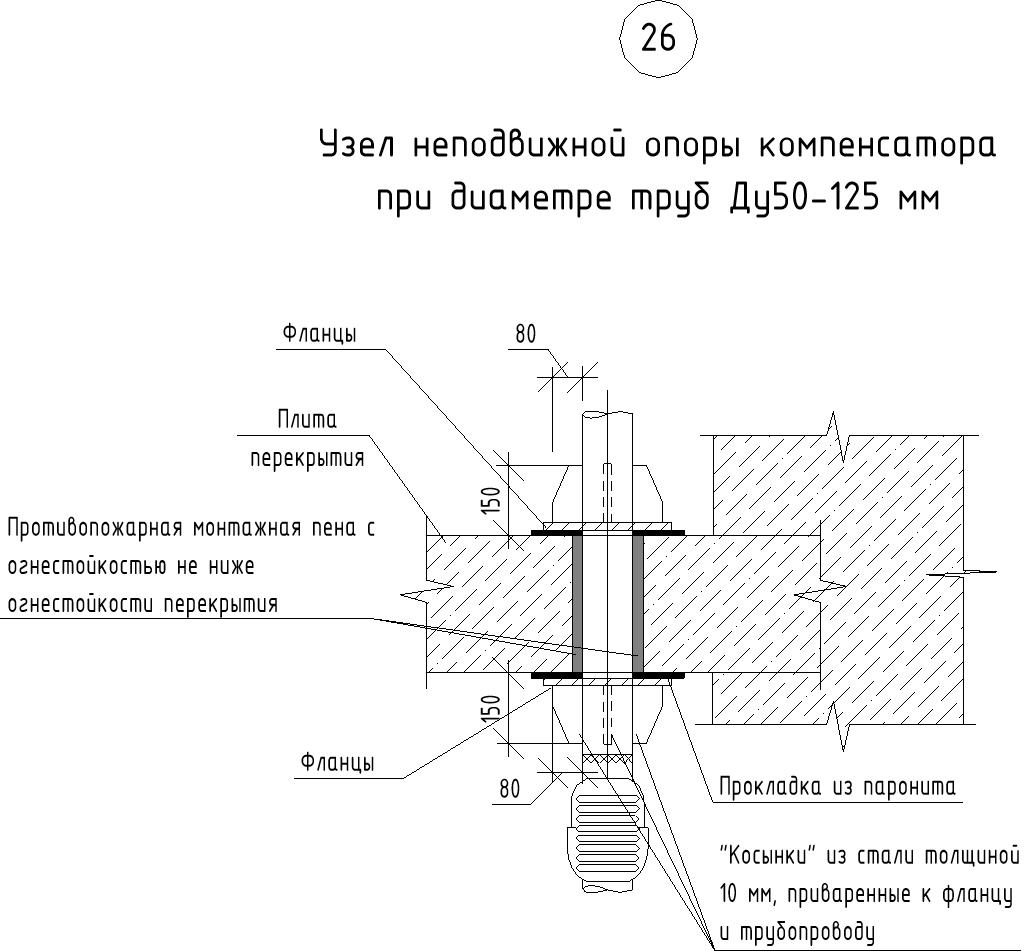 26
Узел неподвижной опоры компенсатора
при диаметре труб Ду50-125 мм
Фланцы
80
Плита
перекрытия
150
Противопожарная монтажная пена с
огнестойкостью не ниже
огнестойкости перекрытия
150
Фланцы
80
Прокладка из паронита
"Косынки" из стали толщиной
10 мм, приваренные к фланцу
и трубопроводу